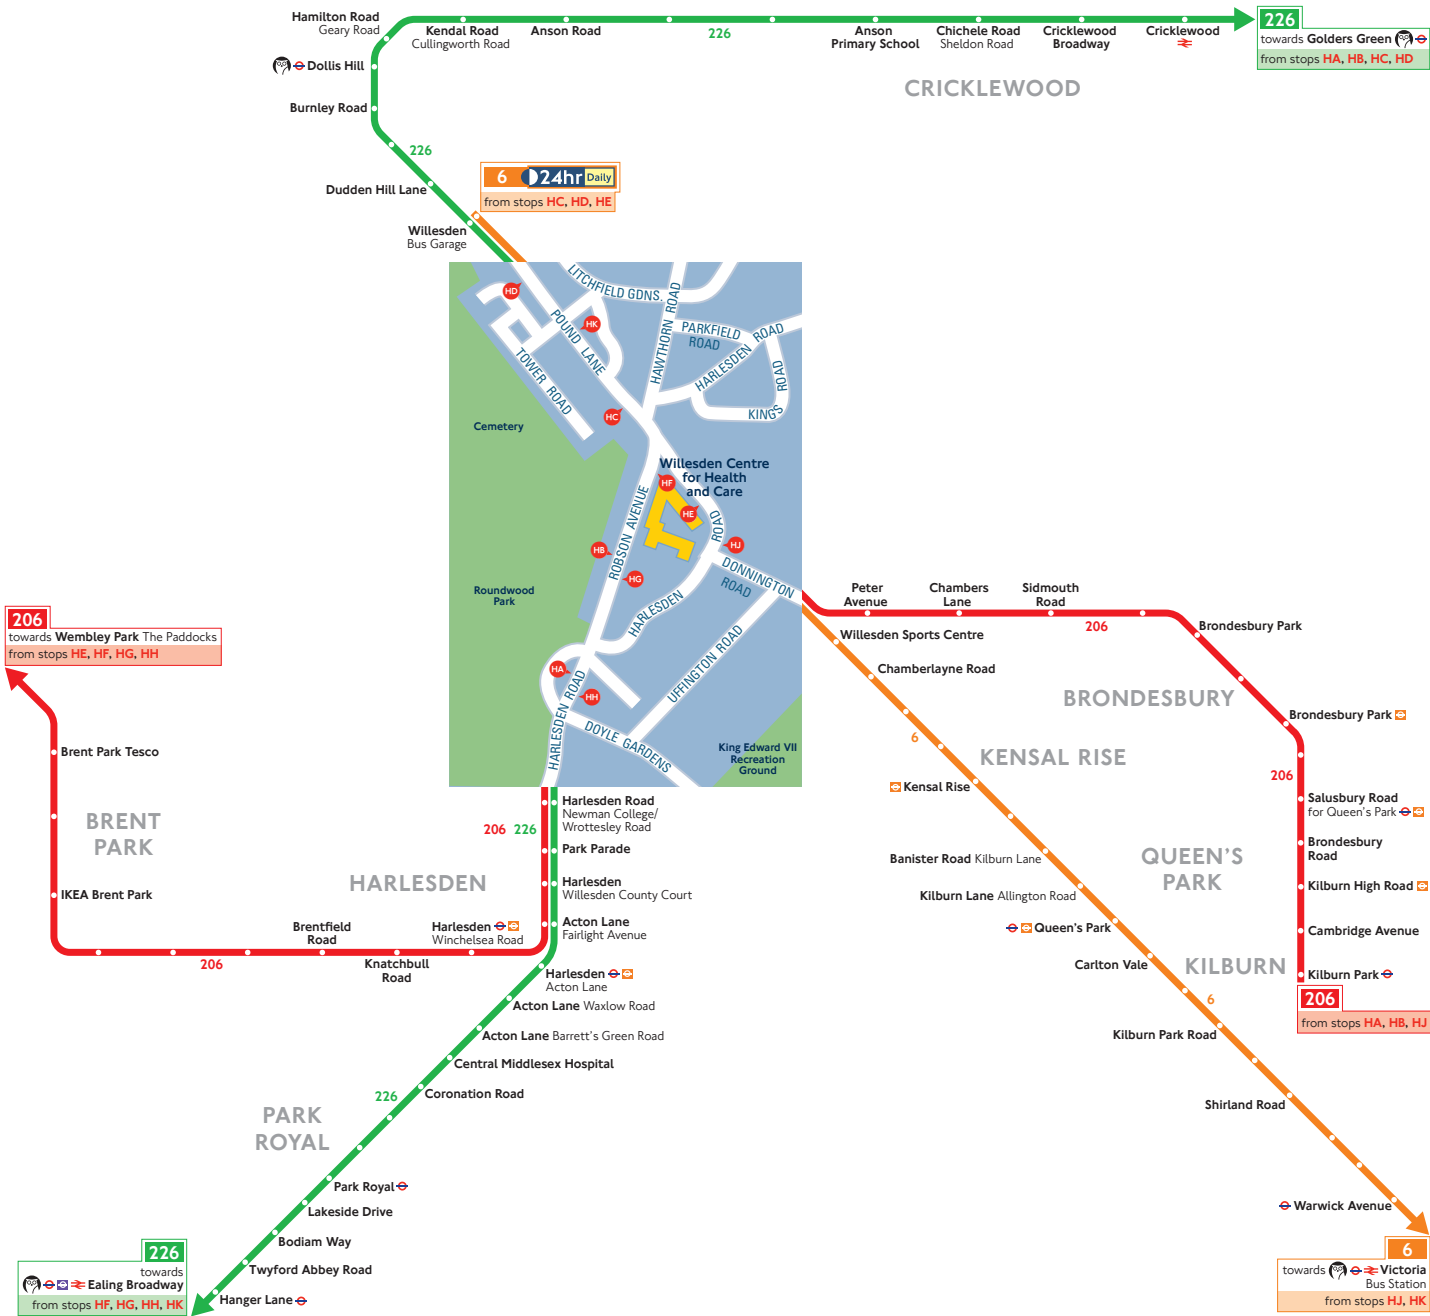 Hamilton Road
Geary Road
Kendal Road
Cullingworth Road
Anson Road
226
Anson
Primary School
Chichele Road
Sheldon Road
Cricklewood
Broadway
Cricklewood
226
towards Golders Green
from stops HA, HB, HC, HD
CRICKLEWOOD
Dollis Hill
Burnley Road
226
Dudden Hill Lane
Willesden
Bus Garage
6 24hr Daily
from stops HC, HD, HE
LITCHFIELD GDNS.
HD
HK
POUND LANE
TOWER ROAD
HAWTHORN ROAD
PARKFIELD
ROAD
HARLESDEN ROAD
KINGS ROAD
HC
Cemetery
Willesden Centre
for Health
and Care
HF
HE
ROBSON AVENUE
HARLESDEN ROAD
HJ
HB
HG
DONNINGTON
ROAD
Roundwood
Park
UFFINGTON ROAD
HA
HH
HARLESDEN ROAD
DOYLE GARDENS
King Edward VII
Recreation
Ground
Peter
Avenue
Chambers
Lane
Sidmouth
Road
206
Brondesbury Park
BRONDESBURY
Brondesbury Park
206
Salusbury Road
for Queen's Park
Brondesbury
Road
Kilburn High Road
Cambridge Avenue
KILBURN
Kilburn Park
206
from stops HA, HB, HJ
Willesden Sports Centre
Chamberlayne Road
6
KENSAL RISE
Kensal Rise
Banister Road Kilburn Lane
QUEEN'S
PARK
Kilburn Lane Allington Road
Queen's Park
Carlton Vale
6
Kilburn Park Road
Shirland Road
Warwick Avenue
6
towards Victoria
Bus Station
from stops HJ, HK
206
towards Wembley Park The Paddocks
from stops HE, HF, HG, HH
Brent Park Tesco
BRENT
PARK
IKEA Brent Park
206
Brentfield
Road
Knatchbull
Road
Harlesden
Winchelsea Road
HARLESDEN
206 226
Harlesden Road
Newman College/
Wrottesley Road
Park Parade
Harlesden
Willesden County Court
Acton Lane
Fairlight Avenue
Harlesden
Acton Lane
Acton Lane Waxlow Road
Acton Lane Barrett's Green Road
Central Middlesex Hospital
Coronation Road
226
PARK
ROYAL
Park Royal
Lakeside Drive
Bodiam Way
Twyford Abbey Road
Hanger Lane
226
towards
Ealing Broadway
from stops HF, HG, HH, HK